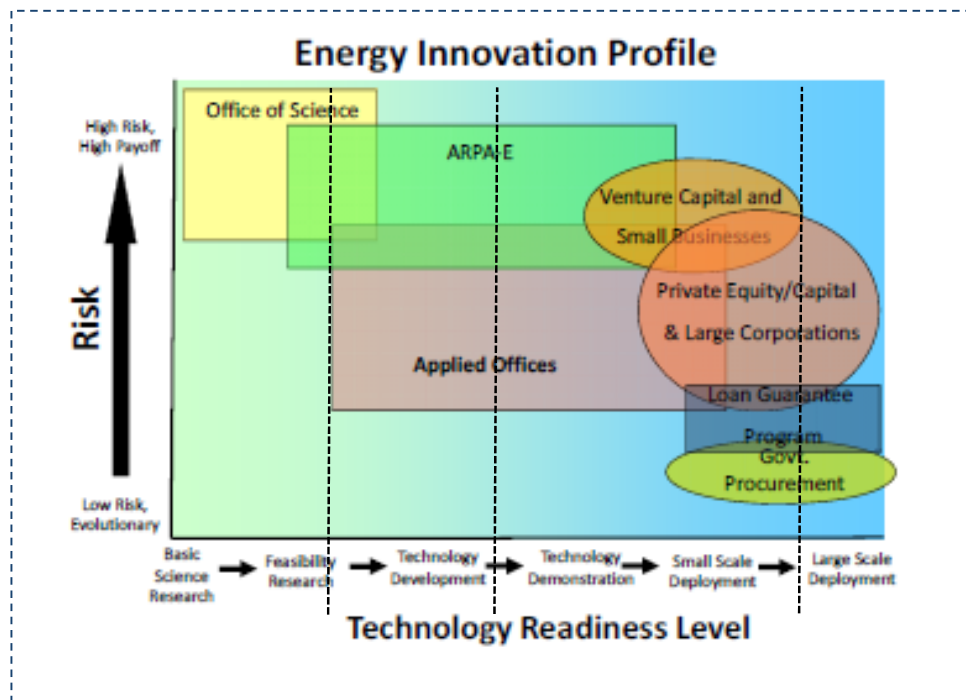 Energy Innovation Profile
Office of Science
High Risk,
High Payoff
ARPA-E
Venture Capital and
Small Businesses
Risk
Private Equity/Capital
& Large Corporations
Applied Offices
Loan Guarantee
Program
Govt.
Procurement
Low Risk,
Evolutionary
Basic
Science
Research
Feasibility
Research
Technology
Development
Technology
Demonstration
Small Scale
Deployment
Large Scale
Deployment
Technology Readiness Level